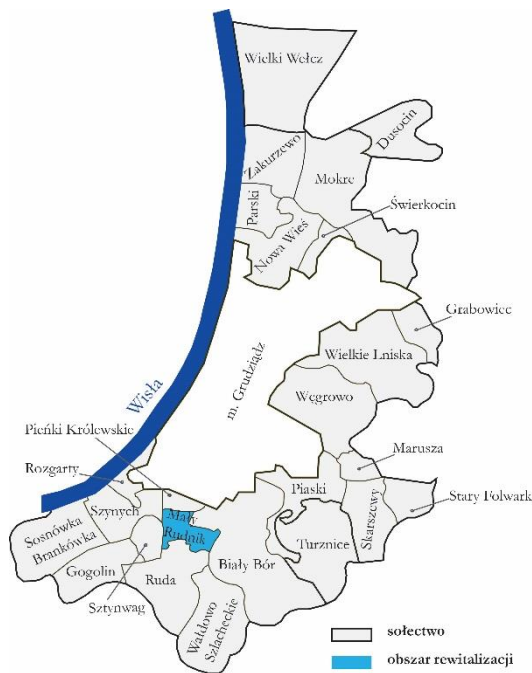 Wielki Wełcz
Dusocin
Zakurzewo
Mokre
Parski
Świerkocin
Nowa Wieś
Grabowiec
Wielkie Lniska
Wisła
m. Grudziądz
Węgrowo
Pieńki Królewskie
Marusza
Rozgarty
Piaski
Stary Folwark
Szynych
Mały
Rudnik
Skarszewy
Sosnówka
Brankówka
Turznice
Biały Bór
Gogolin
Ruda
Sztynwag
Wałdowo
Szlacheckie
sołectwo
obszar rewitalizacji